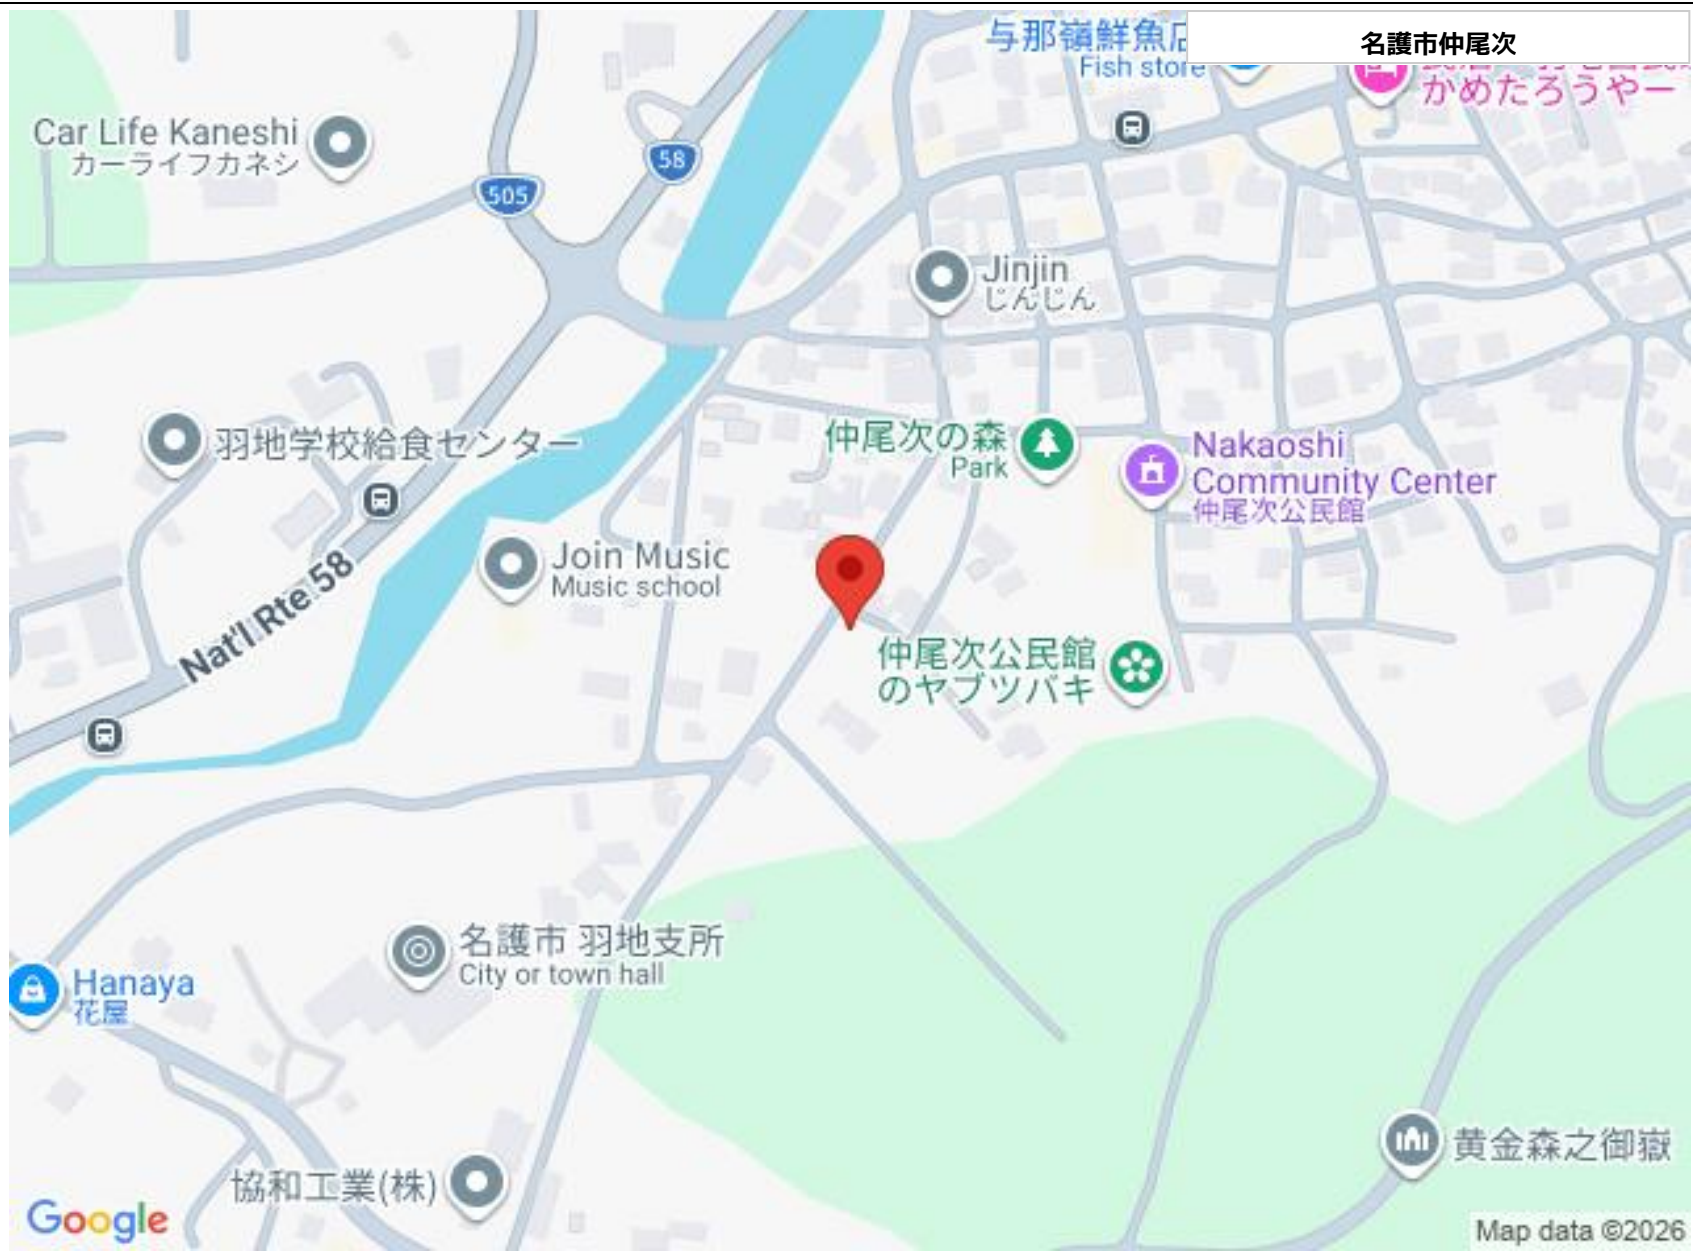 与那嶺鮮魚店
Fish store
名護市仲尾次
かめたろうやー
Car Life Kaneshi
カーライフカネシ
58
505
Jinjin
じんじん
羽地学校給食センター
仲尾次の森
Park
Nakaoshi
Community Center
仲尾次公民館
Join Music
Music school
Nat'l Rte 58
仲尾次公民館
のヤブツバキ
名護市 羽地支所
City or town hall
Hanaya
花屋
黄金森之御嶽
協和工業(株)
Google
Map data ©2026